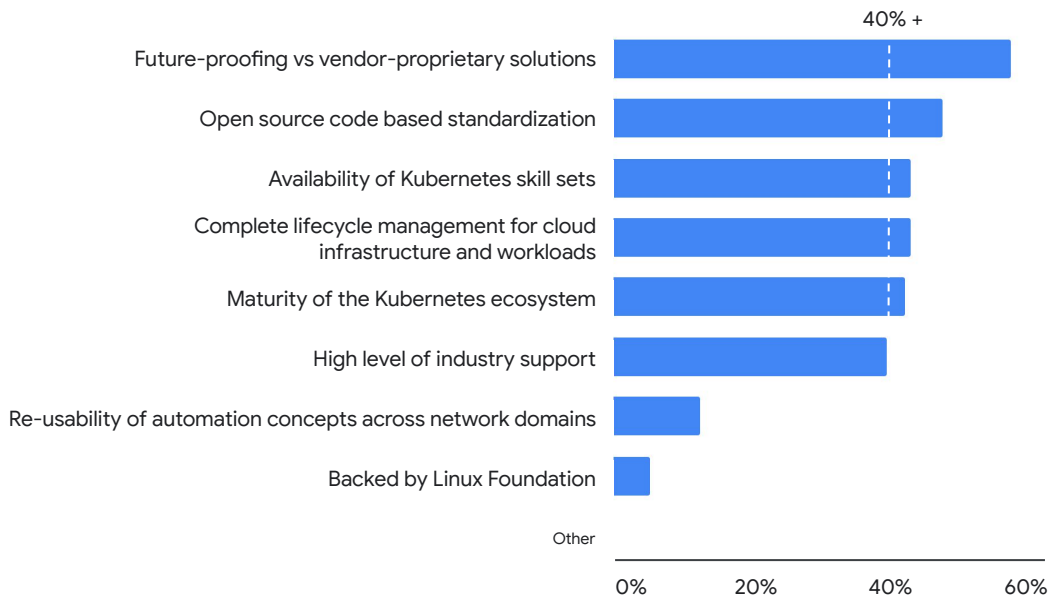 40% +
Future-proofing vs vendor-proprietary solutions
Open source code based standardization
Availability of Kubernetes skill sets
Complete lifecycle management for cloud
infrastructure and workloads
Maturity of the Kubernetes ecosystem
High level of industry support
Re-usability of automation concepts across network domains
Backed by Linux Foundation
Other
0% 20% 40% 60%